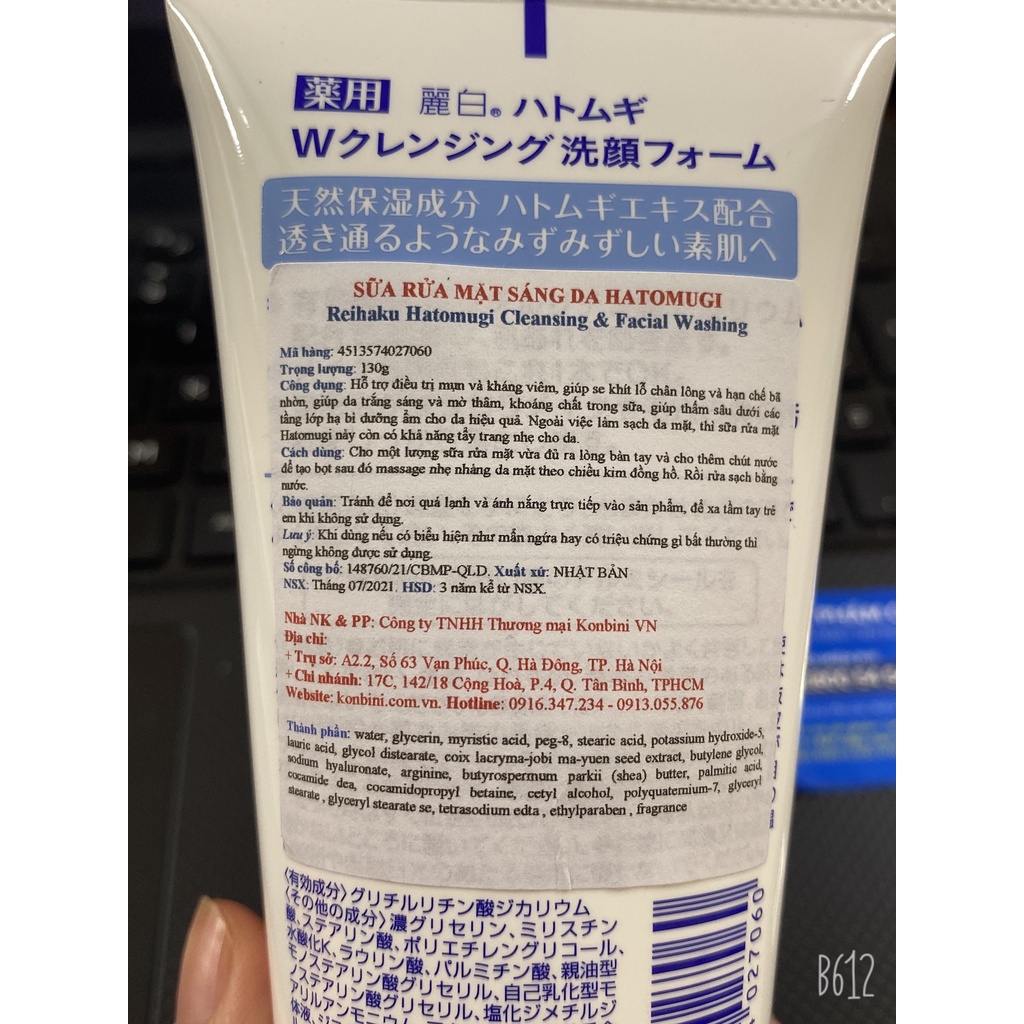 薬用 麗白® ハトムギ
Wクレンジング 洗顔フォーム
天然保湿成分 ハトムギエキス配合
透き通るようなみずみずしい素肌へ
SỮA RỬA MẶT SÁNG DA HATOMUGI
Reihaku Hatomugi Cleansing & Facial Washing
Mã hàng: 4513574027060
Trọng lượng: 130g
Công dụng: Hỗ trợ điều trị mụn và kháng viêm, giúp se khít lỗ chân lông và hạn chế bã
nhờn, giúp da trắng sáng và mờ thâm, khoáng chất trong sữa, giúp thấm sâu dưới các
tầng lớp hạ bì dưỡng ẩm cho da hiệu quả. Ngoài việc làm sạch da mặt, thì sữa rửa mặt
Hatomugi này còn có khả năng tẩy trang nhẹ cho da.
Cách dùng: Cho một lượng sữa rửa mặt vừa đủ ra lòng bàn tay và cho thêm chút nước
để tạo bọt sau đó massage nhẹ nhàng da mặt theo chiều kim đồng hồ. Rồi rửa sạch bằng
nước.
Bảo quản: Tránh để nơi quá lạnh và ánh nắng trực tiếp vào sản phẩm, để xa tầm tay trẻ
em khi không sử dụng.
Lưu ý: Khi dùng nếu có biểu hiện như mẩn ngứa hay có triệu chứng gì bất thường thì
ngừng không được sử dụng.
Số công bố: 148760/21/CBMP-QLD. Xuất xứ: NHẬT BẢN
NSX: Tháng 07/2021. HSD: 3 năm kể từ NSX.
Nhà NK & PP: Công ty TNHH Thương mại Konbini VN
Địa chỉ:
+ Trụ sở: A2.2, Số 63 Vạn Phúc, Q. Hà Đông, TP. Hà Nội
+ Chi nhánh: 17C, 142/18 Cộng Hoà, P.4, Q. Tân Bình, TPHCM
Website: konbini.com.vn. Hotline: 0916.347.234 - 0913.055.876
Thành phần: water, glycerin, myristic acid, peg-8, stearic acid, potassium hydroxide-5,
lauric acid, glycol distearate, coix lacryma-jobi ma-yuen seed extract, butylene glycol,
sodium hyaluronate, arginine, butyrospermum parkii (shea) butter, palmitic acid,
cocamide dea, cocamidopropyl betaine, cetyl alcohol, polyquaternium-7, glyceryl
stearate , glyceryl stearate se, tetrasodium edta , ethylparaben , fragrance
〈有効成分〉グリチルリチン酸ジカリウム
〈その他の成分〉濃グリセリン、ミリスチン
酸、ステアリン酸、ポリエチレングリコール、
水酸化K、ラウリン酸、パルミチン酸、親油型
モノステアリン酸グリセリル、自己乳化型モ
ノステアリン酸グリセリル、塩化ジメチルジ
アリルアンモニウム
027060
B612